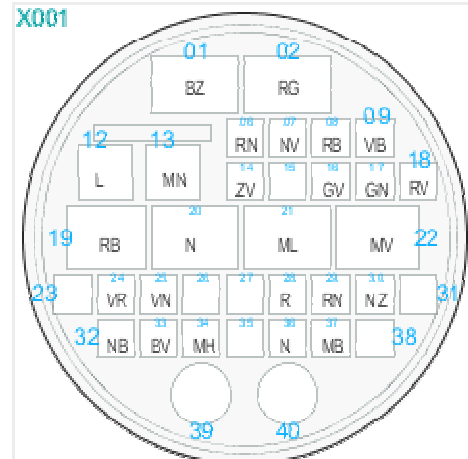 X001
01 02
BZ RG
06 07 08 09
RN NV RB VB
12 13
L MN
14 15 16 17 18
ZV GV GN RV
20 21
19 RB N ML MV 22
23 24 25 26 27 28 29 30 31
VR VN R RN NZ
32 33 34 35 36 37 38
NB BV MH N MB
39 40